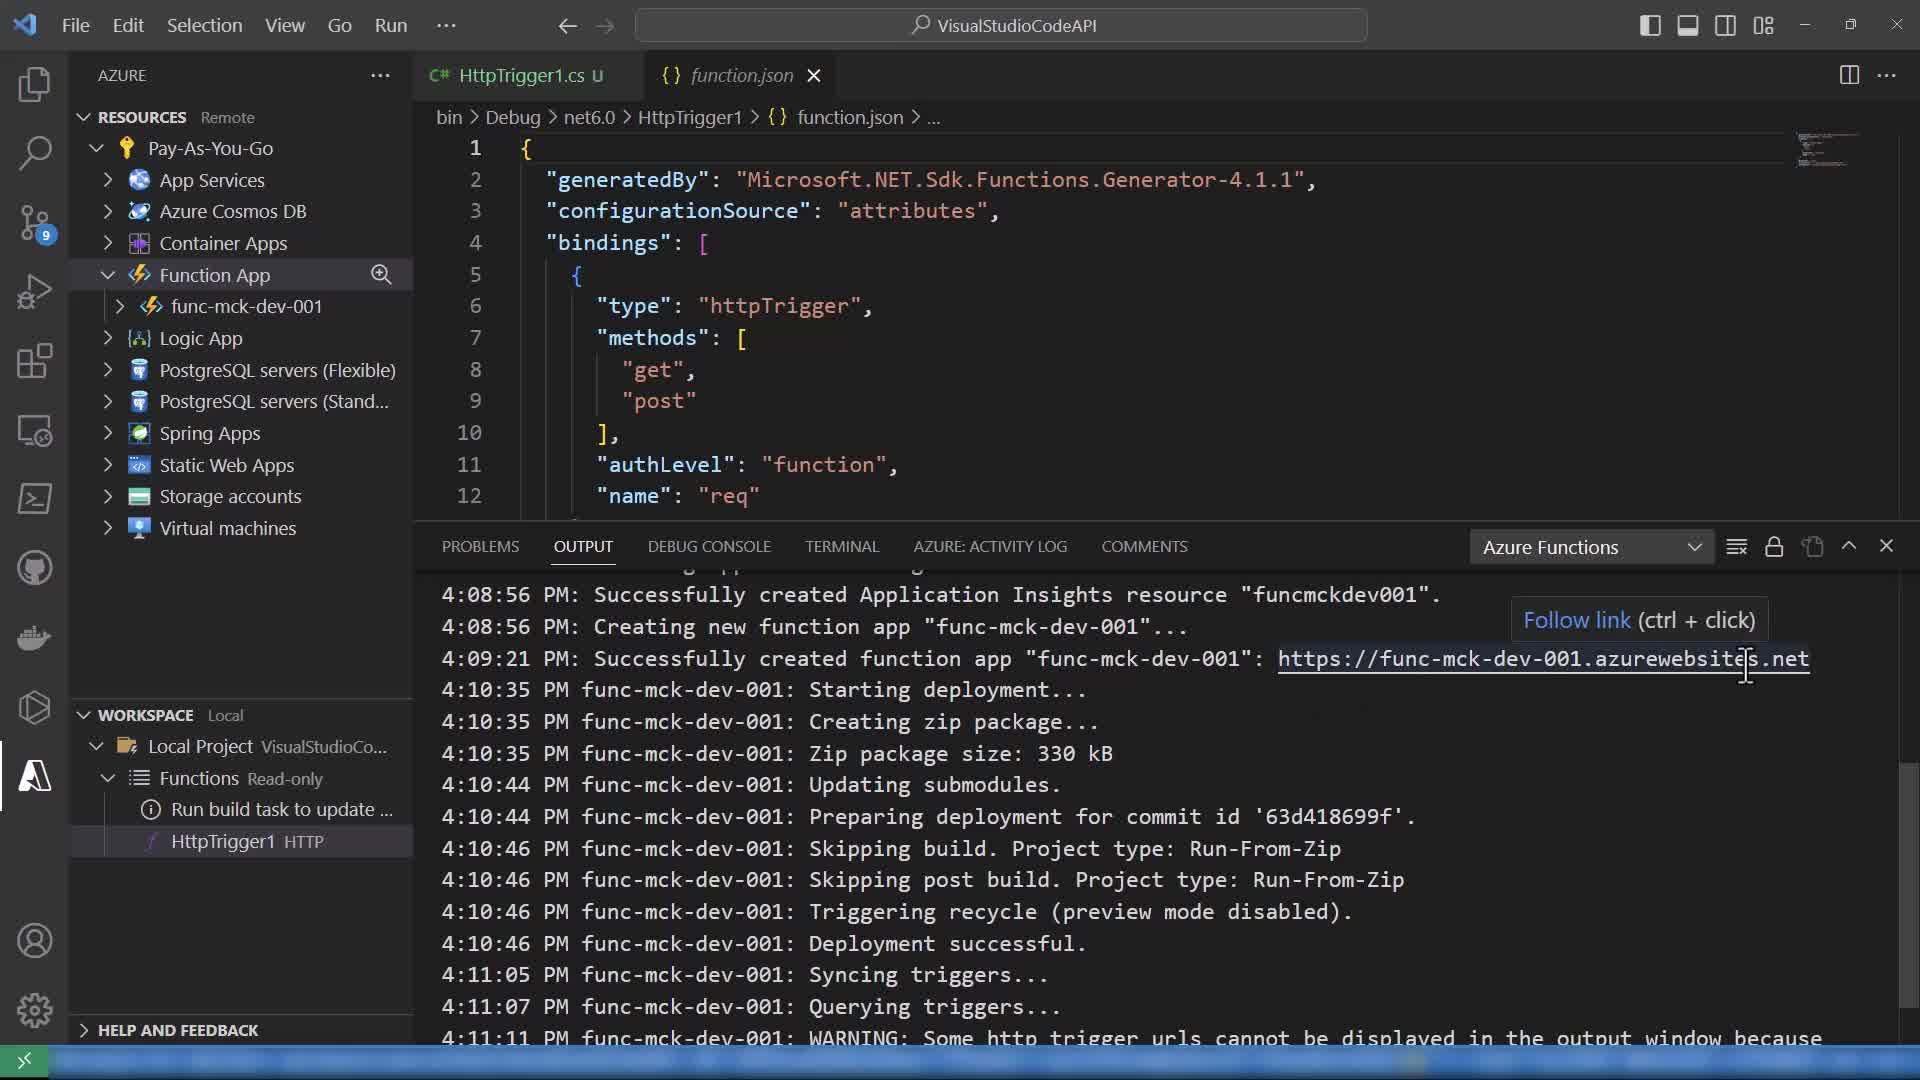 File Edit Selection View Go Run ···
VisualStudioCodeAPI
AZURE
RESOURCES Remote
Pay-As-You-Go
App Services
Azure Cosmos DB
Container Apps
Function App
func-mck-dev-001
Logic App
PostgreSQL servers (Flexible)
PostgreSQL servers (Stand...
Spring Apps
Static Web Apps
Storage accounts
Virtual machines
9
WORKSPACE Local
Local Project VisualStudioCo...
Functions Read-only
Run build task to update ...
HttpTrigger1 HTTP
HELP AND FEEDBACK
C# HttpTrigger1.cs U
{} function.json
bin > Debug > net6.0 > HttpTrigger1 > {} function.json > ...
1 {
2 "generatedBy": "Microsoft.NET.Sdk.Functions.Generator-4.1.1",
3 "configurationSource": "attributes",
4 "bindings": [
5 {
6 "type": "httpTrigger",
7 "methods": [
8 "get",
9 "post"
10 ],
11 "authLevel": "function",
12 "name": "req"
PROBLEMS OUTPUT DEBUG CONSOLE TERMINAL AZURE: ACTIVITY LOG COMMENTS
Azure Functions
4:08:56 PM: Successfully created Application Insights resource "funcmckdev001".
Follow link (ctrl + click)
4:08:56 PM: Creating new function app "func-mck-dev-001"...
4:09:21 PM: Successfully created function app "func-mck-dev-001": https://func-mck-dev-001.azurewebsites.net
4:10:35 PM func-mck-dev-001: Starting deployment...
4:10:35 PM func-mck-dev-001: Creating zip package...
4:10:35 PM func-mck-dev-001: Zip package size: 330 kB
4:10:44 PM func-mck-dev-001: Updating submodules.
4:10:44 PM func-mck-dev-001: Preparing deployment for commit id '63d418699f'.
4:10:46 PM func-mck-dev-001: Skipping build. Project type: Run-From-Zip
4:10:46 PM func-mck-dev-001: Skipping post build. Project type: Run-From-Zip
4:10:46 PM func-mck-dev-001: Triggering recycle (preview mode disabled).
4:10:46 PM func-mck-dev-001: Deployment successful.
4:11:05 PM func-mck-dev-001: Syncing triggers...
4:11:07 PM func-mck-dev-001: Querying triggers...
4:11:11 PM func-mck-dev-001: WARNING: Some http trigger urls cannot be displayed in the output window because